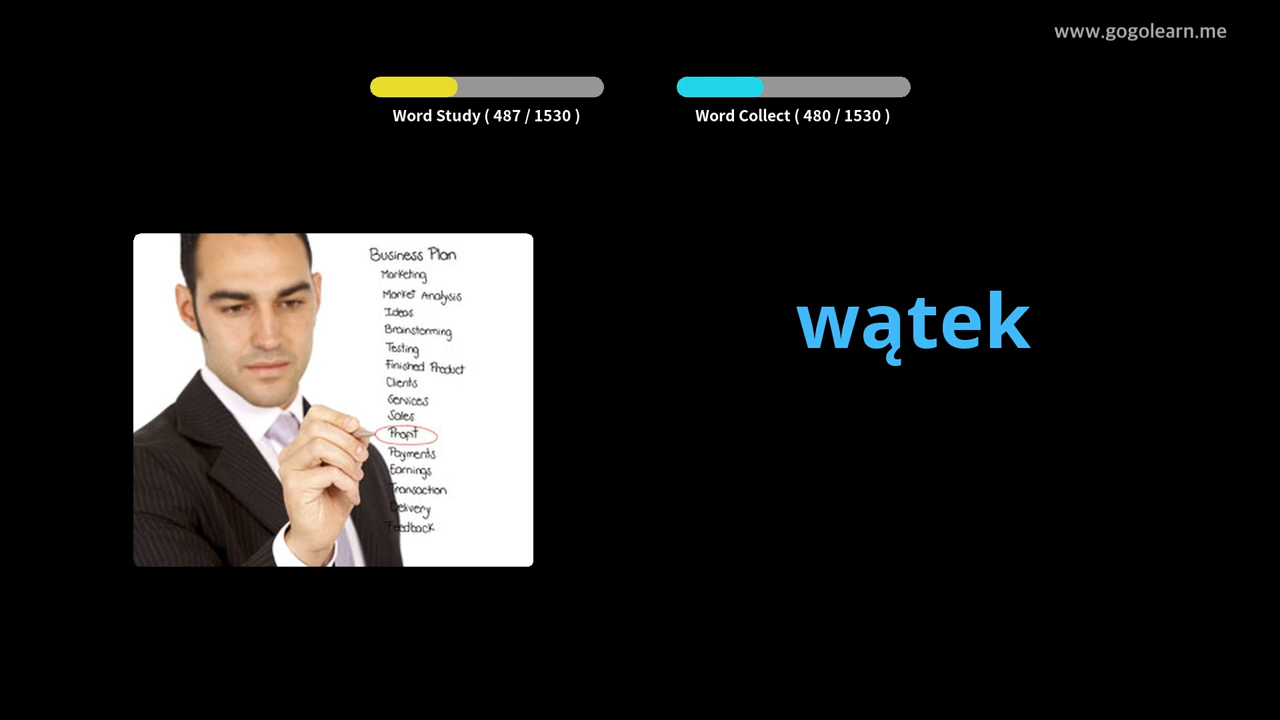 www.gogolearn.me
Word Study ( 487 / 1530 )
Word Collect ( 480 / 1530 )
Business Plan
Marketing
Market Analysis
Ideas
Brainstorming
Testing
Finished Product
Clients
Services
Sales
Profit
Payments
Earnings
Transaction
Delivery
Feedback
wątek